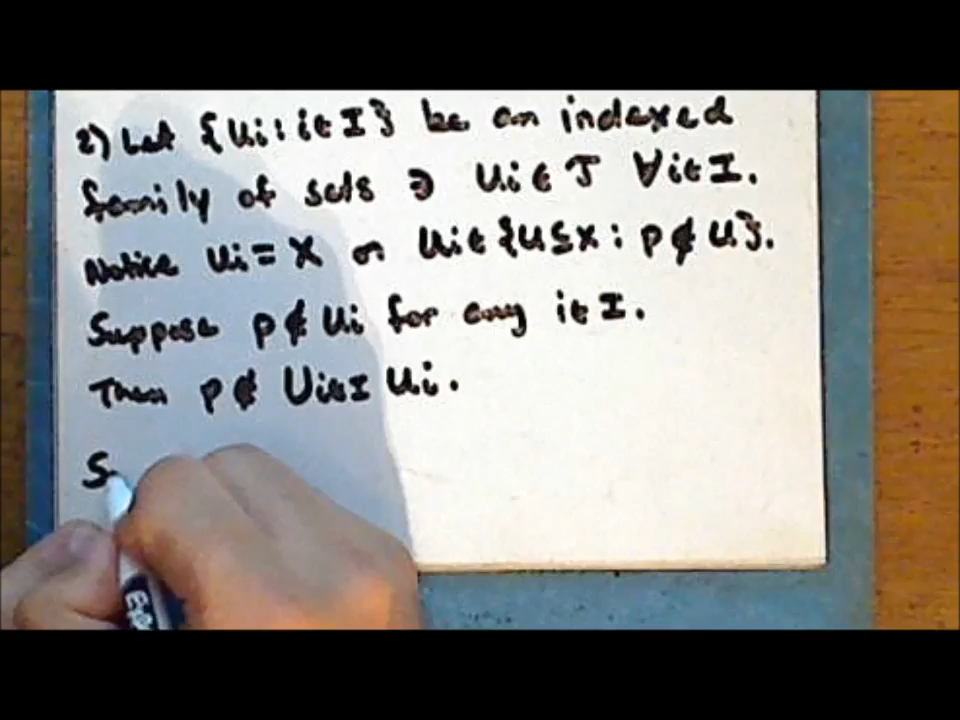 2) Let {Ui : i ∈ I} be an indexed
family of sets ∋ Ui ∈ T ∀ i ∈ I.
Notice Ui = X or Ui ∈ {U ⊆ X : p ∉ U}.
Suppose p ∉ Ui for any i ∈ I.
Then p ∉ ∪i∈I Ui.
S